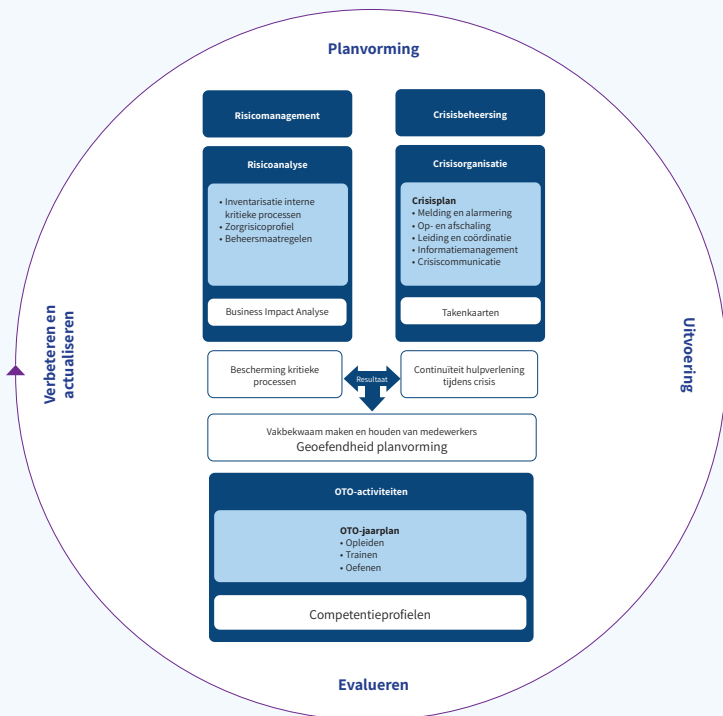 Planvorming
Risicomanagement
Crisisbeheersing
Risicoanalyse
• Inventarisatie interne
kritieke processen
• Zorgrisicoprofiel
• Beheersmaatregelen
Business Impact Analyse
Crisisorganisatie
Crisisplan
• Melding en alarmering
• Op- en afschaling
• Leiding en coördinatie
• Informatiemanagement
• Crisiscommunicatie
Takenkaarten
Verbeteren en
actualiseren
Uitvoering
Bescherming kritieke
processen
Resultaat
Continuïteit hulpverlening
tijdens crisis
Vakbekwaam maken en houden van medewerkers
Geoefendheid planvorming
OTO-activiteiten
OTO-jaarplan
• Opleiden
• Trainen
• Oefenen
Competentieprofielen
Evalueren